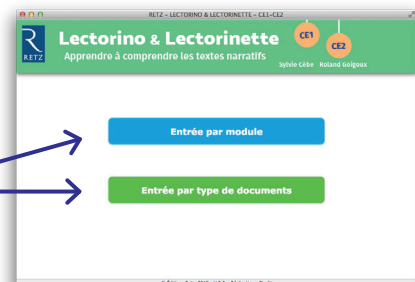 RETZ – LECTORINO & LECTORINETTE – CE1-CE2
RETZ
Lectorino & Lectorinette
Apprendre à comprendre les textes narratifs
CE1
CE2
Sylvie Cèbe Roland Goigoux
Entrée par module
Entrée par type de documents